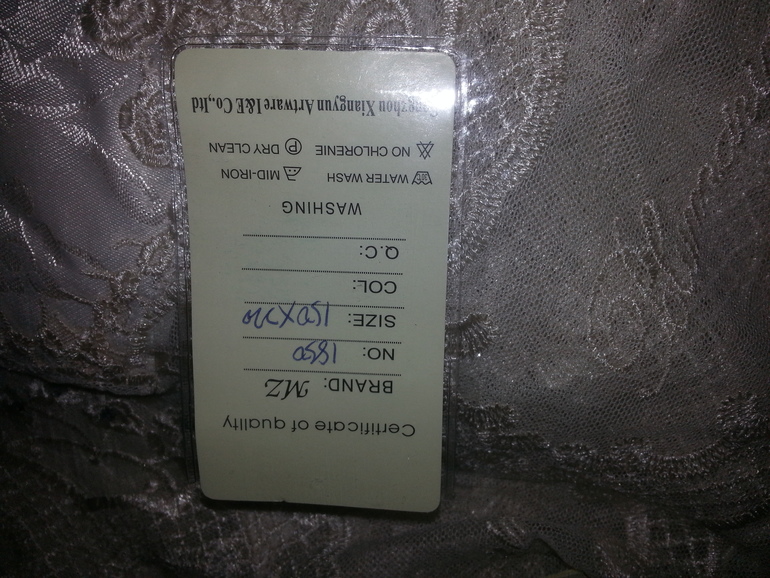 Certificate of quality
BRAND: MZ
NO: 1850
SIZE: 150X220
COL:
Q.C:
WASHING
WATER WASH MID-IRON
NO CHLORENIE P DRY CLEAN
Xiangyun Artware I&E Co.,ltd